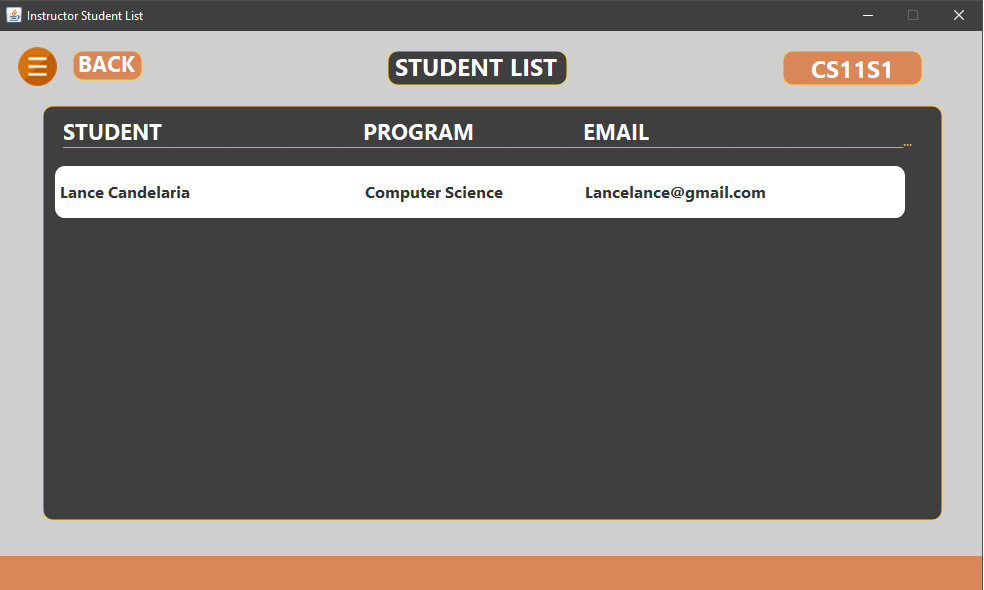 Instructor Student List
BACK
STUDENT LIST
CS11S1
STUDENT PROGRAM EMAIL
...
Lance Candelaria Computer Science Lancelance@gmail.com